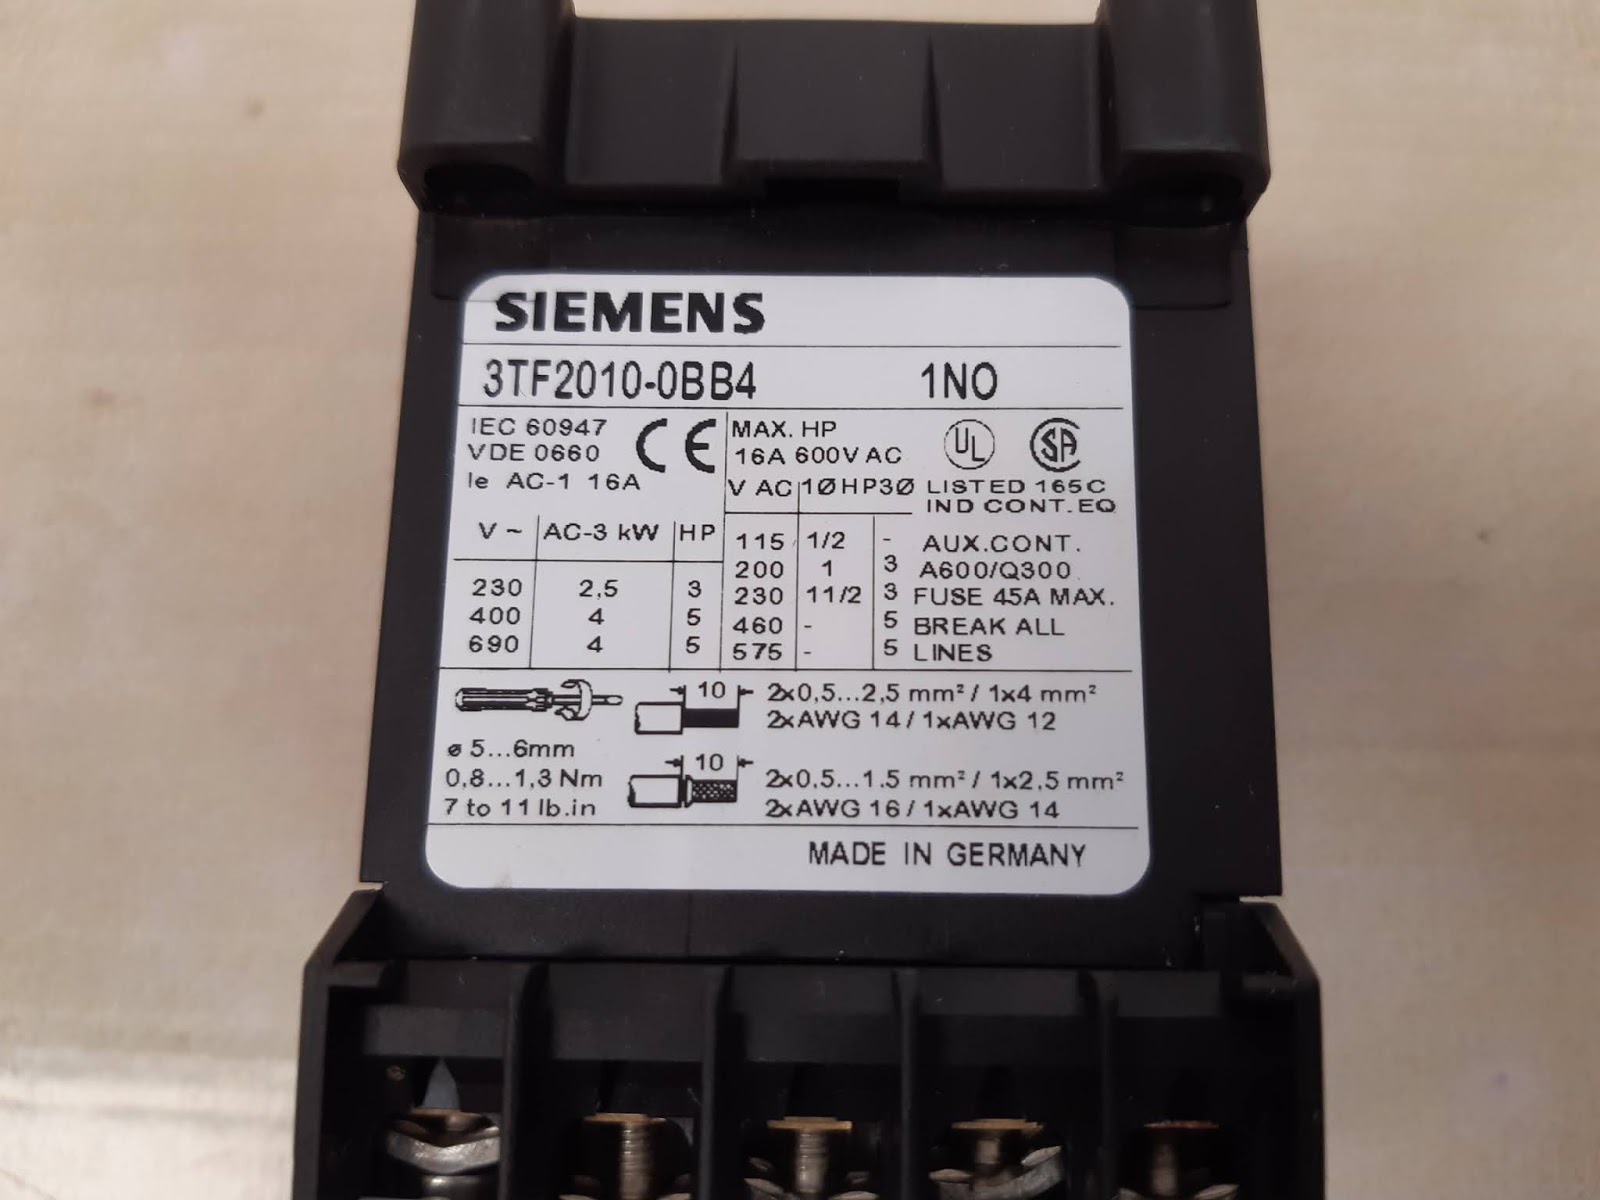 SIEMENS
3TF2010-0BB4 1NO
IEC 60947
VDE 0660
Ie AC-1 16A
CE
V ~ AC-3 kW HP
230 2,5 3
400 4 5
690 4 5
MAX. HP
16A 600V AC
V AC 1ØHP3Ø
115 1/2 -
200 1 3
230 11/2 3
460 - 5
575 - 5
UL SA
LISTED 165C
IND CONT. EQ
AUX.CONT.
A600/Q300
FUSE 45A MAX.
BREAK ALL
LINES
ø 5...6mm
0,8...1,3 Nm
7 to 11 lb.in
10 2x0,5...2,5 mm² / 1x4 mm²
2xAWG 14 / 1xAWG 12
10 2x0,5...1.5 mm² / 1x2,5 mm²
2xAWG 16 / 1xAWG 14
MADE IN GERMANY